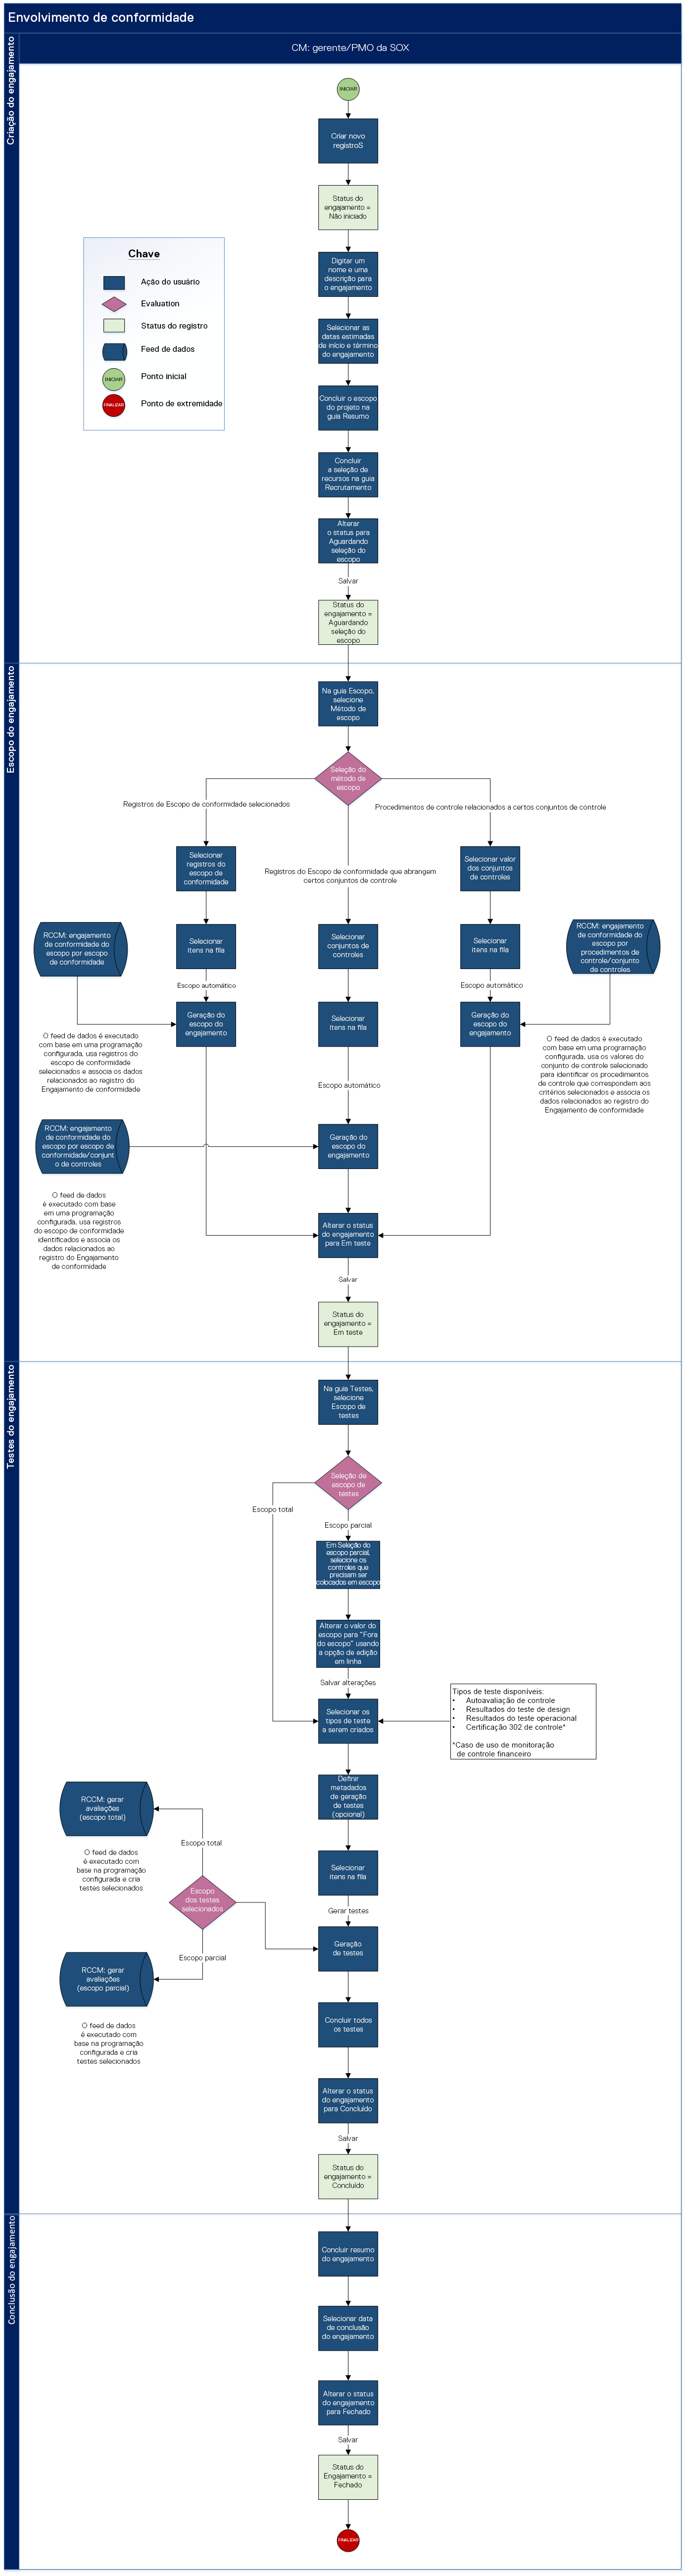 Envolvimento de conformidade
CM: gerente/PMO da SOX
Criação do engajamento
INICIAR
Criar novo
registroS
Status do
engajamento =
Não iniciado
Digitar um
nome e uma
descrição para
o engajamento
Selecionar as
datas estimadas
de início e término
do engajamento
Concluir o escopo
do projeto na
guia Resumo
Concluir
a seleção de
recursos na guia
Recrutamento
Alterar
o status para
Aguardando
seleção do
escopo
Salvar
Status do
engajamento =
Aguardando
seleção do
escopo
Chave
Ação do usuário
Evaluation
Status do registro
Feed de dados
INICIAR
Ponto inicial
FINALIZAR
Ponto de extremidade
Escopo do engajamento
Na guia Escopo,
selecione
Método de
escopo
Seleção do
método de
escopo
Registros de Escopo de conformidade selecionados
Procedimentos de controle relacionados a certos conjuntos de controle
Registros do Escopo de conformidade que abrangem
certos conjuntos de controle
Selecionar
registros do
escopo de
conformidade
Selecionar
itens na fila
Escopo automático
Geração do
escopo do
engajamento
RCCM: engajamento
de conformidade do
escopo por escopo
de conformidade
O feed de dados é executado
com base em uma programação
configurada, usa registros do
escopo de conformidade
selecionados e associa os dados
relacionados ao registro do
Engajamento de conformidade
Selecionar
conjuntos de
controles
Selecionar
itens na fila
Escopo automático
Geração do
escopo do
engajamento
RCCM: engajamento
de conformidade do
escopo por escopo de
conformidade/conjunt
o de controles
O feed de dados
é executado com base
em uma programação
configurada, usa registros
do escopo de conformidade
identificados e associa os
dados relacionados ao
registro do Engajamento
de conformidade
Selecionar valor
dos conjuntos
de controles
Selecionar
itens na fila
Escopo automático
Geração do
escopo do
engajamento
RCCM: engajamento
de conformidade do
escopo por
procedimentos de
controle/conjunto
de controles
O feed de dados é executado
com base em uma programação
configurada, usa os valores do
conjunto de controle selecionado
para identificar os procedimentos
de controle que correspondem aos
critérios selecionados e associa os
dados relacionados ao registro do
Engajamento de conformidade
Alterar o status
do engajamento
para Em teste
Salvar
Status do
engajamento =
Em teste
Testes do engajamento
Na guia Testes,
selecione
Escopo de
testes
Seleção de
escopo de
testes
Escopo total
Escopo parcial
Em Seleção do
escopo parcial,
selecione os
controles que
precisam ser
colocados em escopo
Alterar o valor do
escopo para "Fora
do escopo" usando
a opção de edição
em linha
Salvar alterações
Selecionar os
tipos de teste
a serem criados
Tipos de teste disponíveis:
• Autoavaliação de controle
• Resultados do teste de design
• Resultados do teste operacional
• Certificação 302 de controle*
*Caso de uso de monitoração
de controle financeiro
Definir
metadados
de geração
de testes
(opcional)
Selecionar
itens na fila
Gerar testes
Geração
de testes
RCCM: gerar
avaliações
(escopo total)
O feed de dados
é executado com
base na programação
configurada e cria
testes selecionados
Escopo total
Escopo
dos testes
selecionados
Escopo parcial
RCCM: gerar
avaliações
(escopo parcial)
O feed de dados
é executado com
base na programação
configurada e cria
testes selecionados
Concluir todos
os testes
Alterar o status
do engajamento
para Concluído
Salvar
Status do
engajamento =
Concluído
Conclusão do engajamento
Concluir resumo
do engajamento
Selecionar data
de conclusão
do engajamento
Alterar o status
do engajamento
para Fechado
Salvar
Status do
Engajamento =
Fechado
FINALIZAR